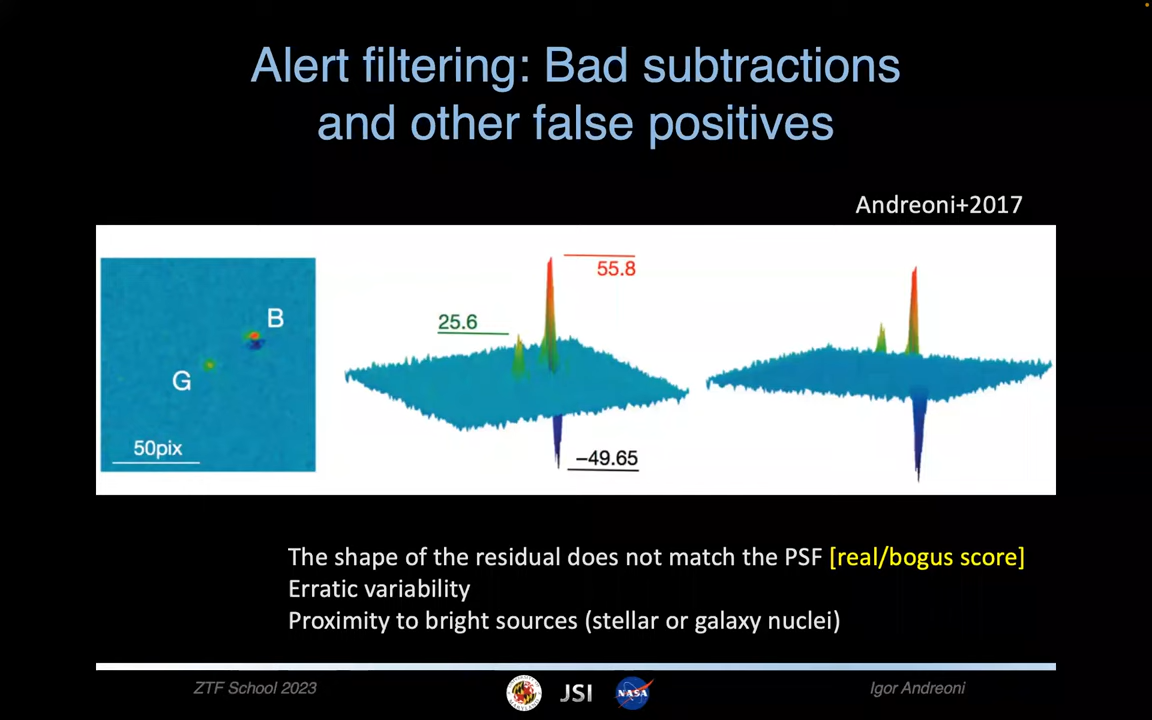 Alert filtering: Bad subtractions
and other false positives
Andreoni+2017
B
G
50pix
55.8
25.6
−49.65
The shape of the residual does not match the PSF [real/bogus score]
Erratic variability
Proximity to bright sources (stellar or galaxy nuclei)
ZTF School 2023
JSI
NASA
Igor Andreoni